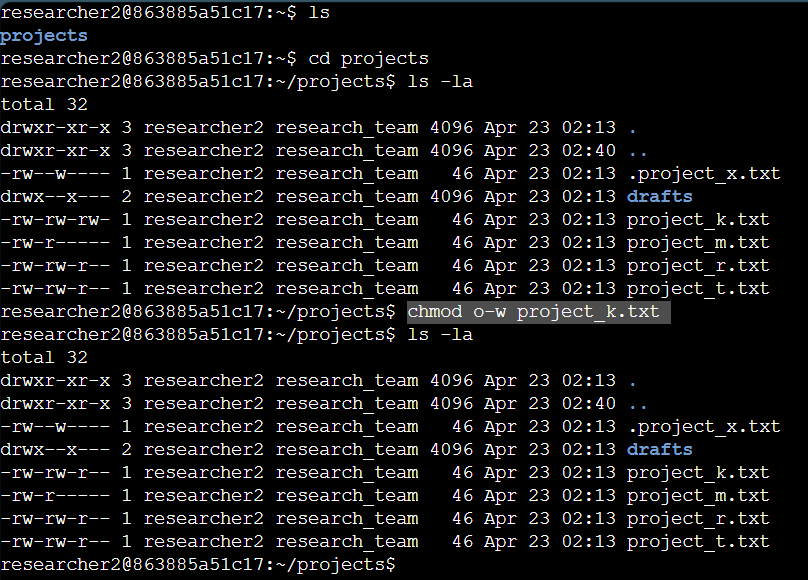 researcher2@863885a51c17:~$ ls
projects
researcher2@863885a51c17:~$ cd projects
researcher2@863885a51c17:~/projects$ ls -la
total 32
drwxr-xr-x 3 researcher2 research_team 4096 Apr 23 02:13 .
drwxr-xr-x 3 researcher2 research_team 4096 Apr 23 02:40 ..
-rw--w---- 1 researcher2 research_team   46 Apr 23 02:13 .project_x.txt
drwx--x--- 2 researcher2 research_team 4096 Apr 23 02:13 drafts
-rw-rw-rw- 1 researcher2 research_team   46 Apr 23 02:13 project_k.txt
-rw-r----- 1 researcher2 research_team   46 Apr 23 02:13 project_m.txt
-rw-rw-r-- 1 researcher2 research_team   46 Apr 23 02:13 project_r.txt
-rw-rw-r-- 1 researcher2 research_team   46 Apr 23 02:13 project_t.txt
researcher2@863885a51c17:~/projects$ chmod o-w project_k.txt
researcher2@863885a51c17:~/projects$ ls -la
total 32
drwxr-xr-x 3 researcher2 research_team 4096 Apr 23 02:13 .
drwxr-xr-x 3 researcher2 research_team 4096 Apr 23 02:40 ..
-rw--w---- 1 researcher2 research_team   46 Apr 23 02:13 .project_x.txt
drwx--x--- 2 researcher2 research_team 4096 Apr 23 02:13 drafts
-rw-rw-r-- 1 researcher2 research_team   46 Apr 23 02:13 project_k.txt
-rw-r----- 1 researcher2 research_team   46 Apr 23 02:13 project_m.txt
-rw-rw-r-- 1 researcher2 research_team   46 Apr 23 02:13 project_r.txt
-rw-rw-r-- 1 researcher2 research_team   46 Apr 23 02:13 project_t.txt
researcher2@863885a51c17:~/projects$